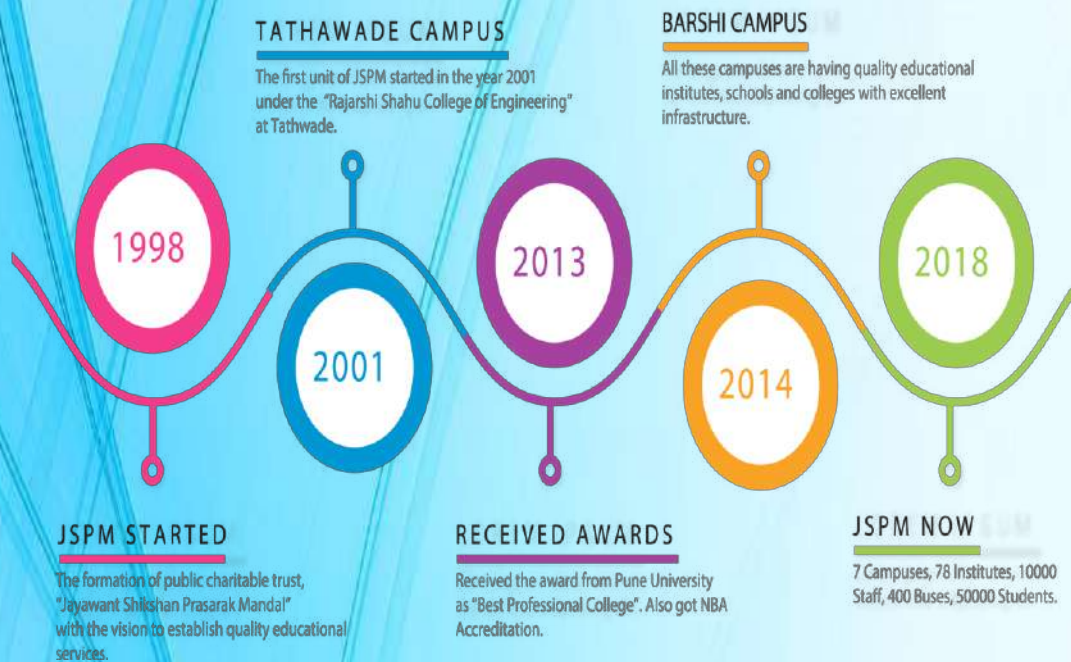 TATHAWADE CAMPUS
The first unit of JSPM started in the year 2001
under the "Rajarshi Shahu College of Engineering"
at Tathwade.
BARSHI CAMPUS
All these campuses are having quality educational
institutes, schools and colleges with excellent
infrastructure.
1998
2001
2013
2014
2018
JSPM STARTED
The formation of public charitable trust,
"Jayawant Shikshan Prasarak Mandal"
with the vision to establish quality educational
services.
RECEIVED AWARDS
Received the award from Pune University
as "Best Professional College". Also got NBA
Accreditation.
JSPM NOW
7 Campuses, 78 Institutes, 10000
Staff, 400 Buses, 50000 Students.